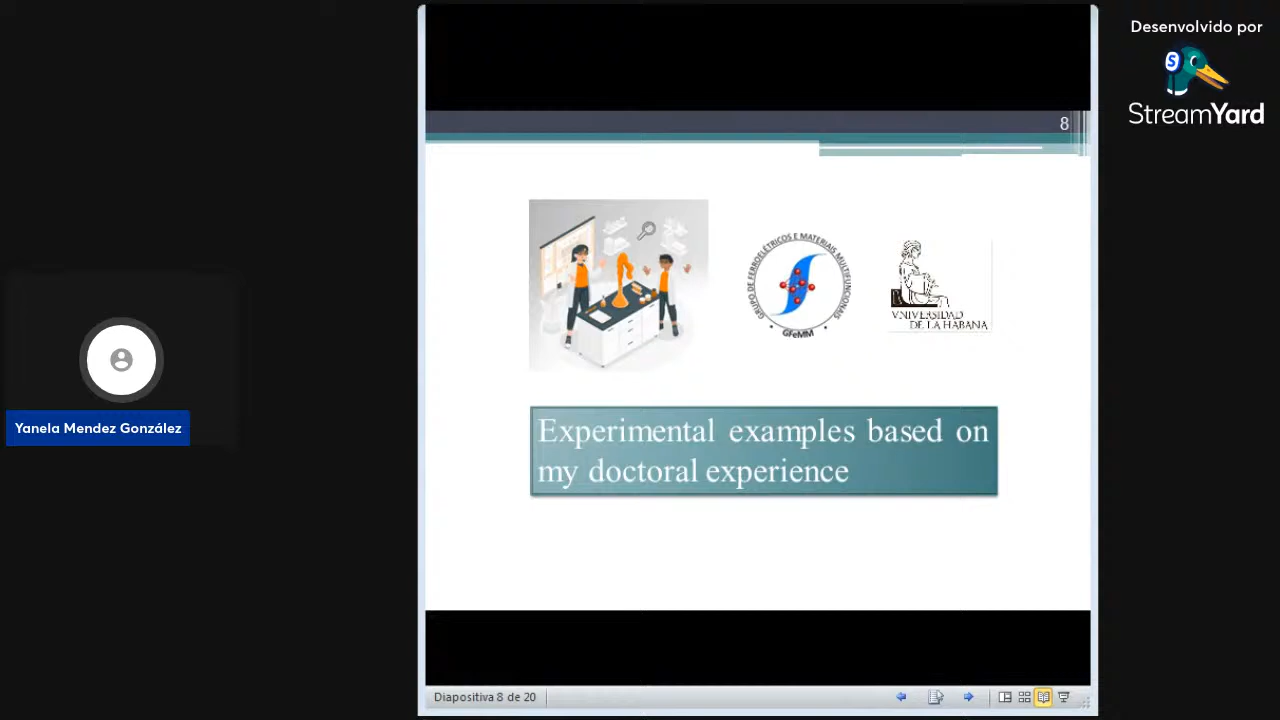 Desenvolvido por
S
StreamYard
8
GRUPO DE FERROELÉTRICOS E MATERIAIS MULTIFUNCIONAIS
• GFeMM •
VNIVERSIDAD
DE LA HABANA
Yanela Mendez González
Experimental examples based on
my doctoral experience
Diapositiva 8 de 20